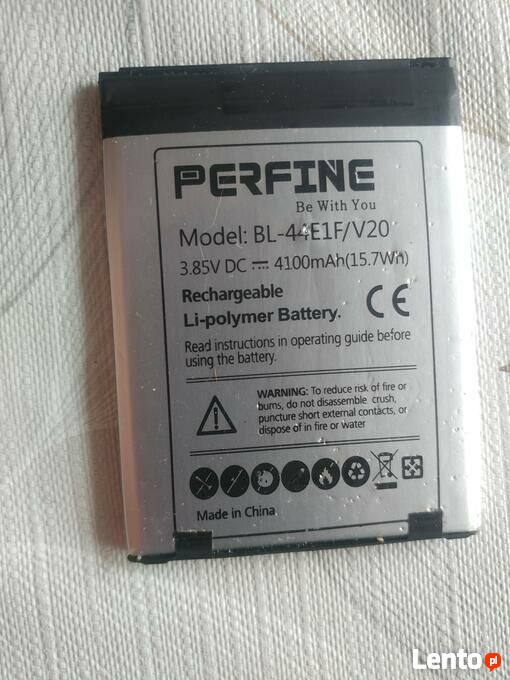 PERFINE
Be With You
Model: BL-44E1F/V20
3.85V DC ⎓ 4100mAh(15.7Wh)
Rechargeable
Li-polymer Battery.
CE
Read instructions in operating guide before
using the battery.
WARNING: To reduce risk of fire or
burns, do not disassemble, crush,
puncture short external contacts, or
dispose of in fire or water
Made in China
Lento.pl